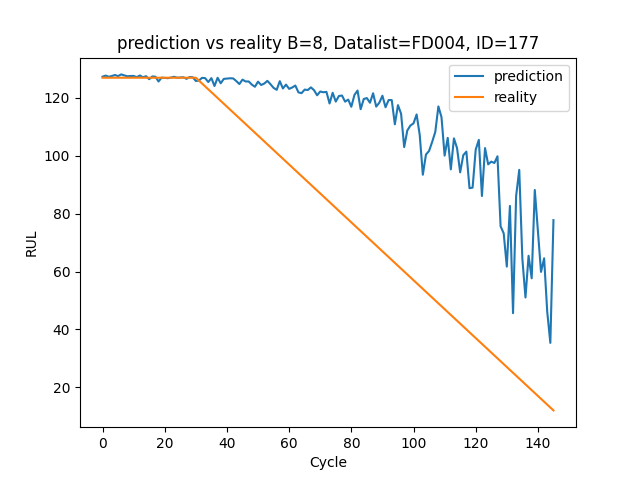 prediction vs reality B=8, Datalist=FD004, ID=177
prediction
reality
RUL
120
100
80
60
40
20
0 20 40 60 80 100 120 140
Cycle